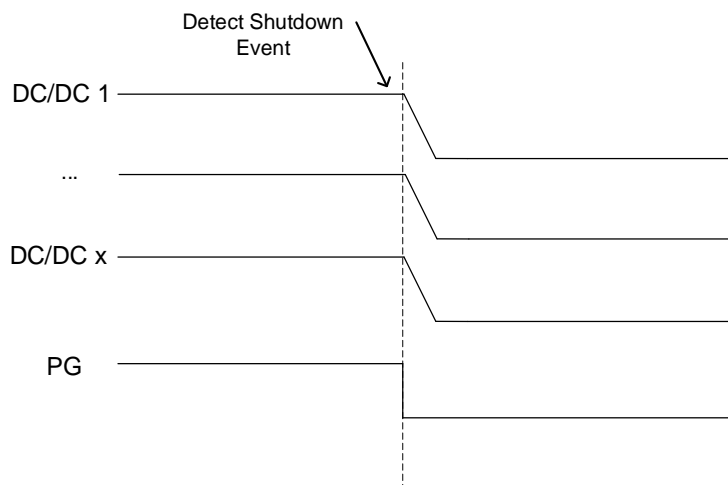 Detect Shutdown
Event
DC/DC 1
...
DC/DC x
PG